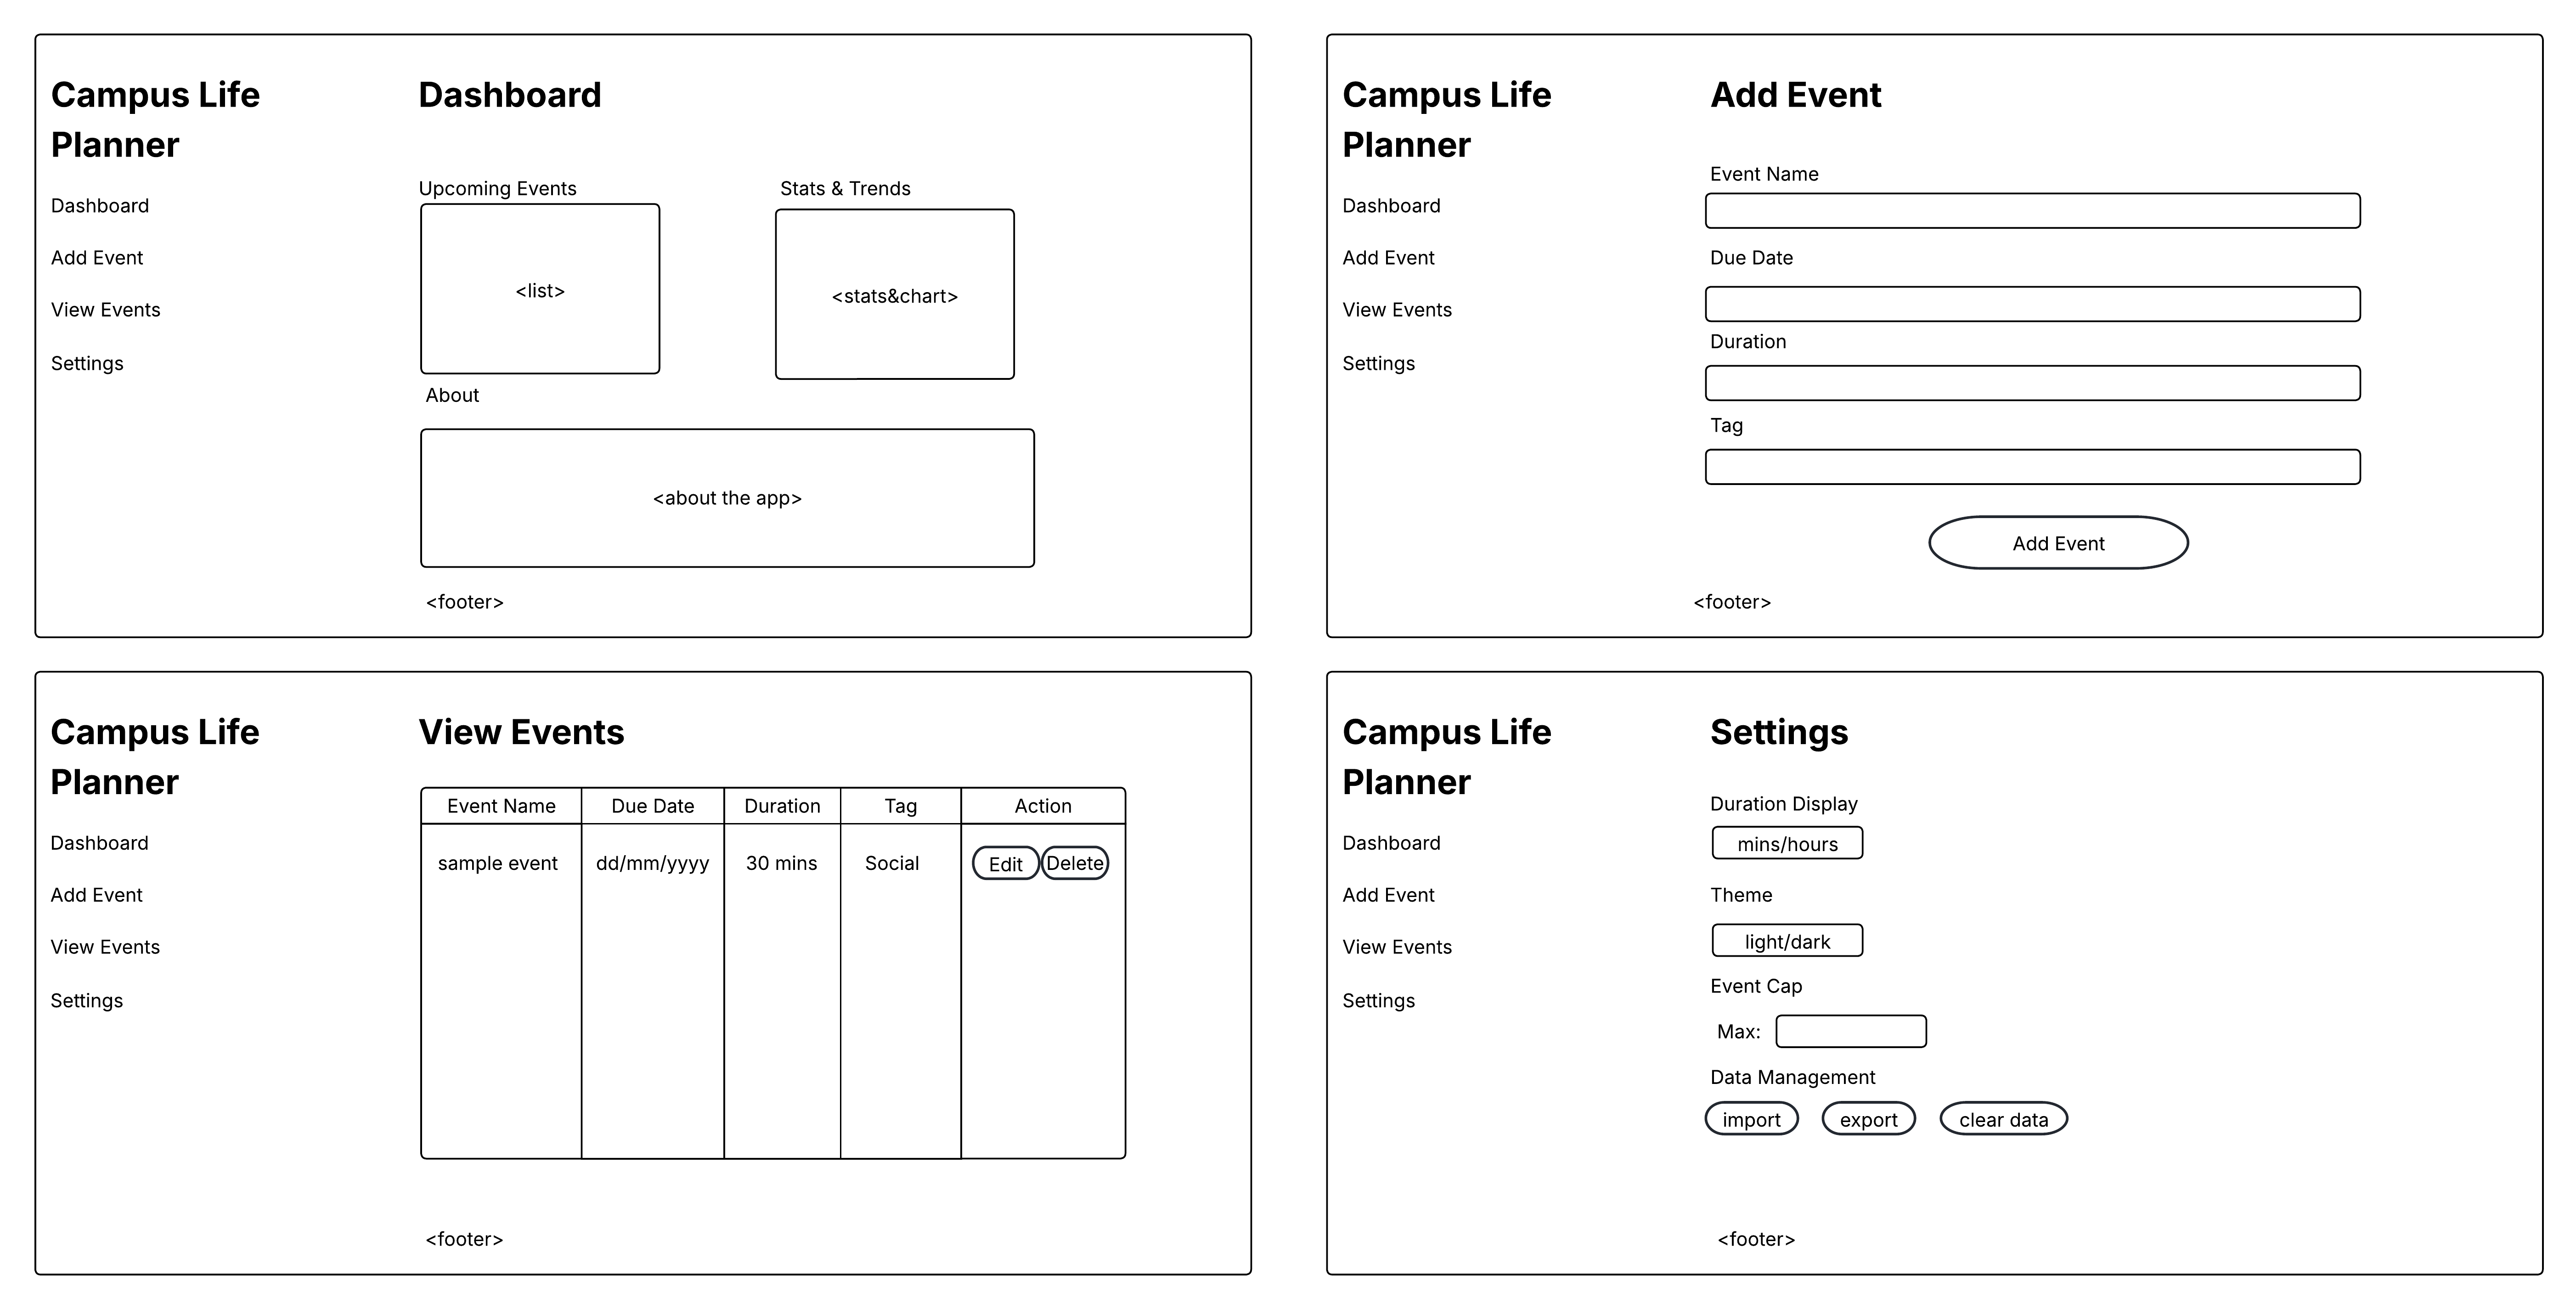 Campus Life
Planner
Dashboard
Add Event
View Events
Settings
Dashboard
Upcoming Events
<list>
Stats & Trends
<stats&chart>
About
<about the app>
<footer>
Campus Life
Planner
Dashboard
Add Event
View Events
Settings
Add Event
Event Name
Due Date
Duration
Tag
Add Event
<footer>
Campus Life
Planner
Dashboard
Add Event
View Events
Settings
View Events
Event Name Due Date Duration Tag Action
sample event dd/mm/yyyy 30 mins Social Edit Delete
<footer>
Campus Life
Planner
Dashboard
Add Event
View Events
Settings
Settings
Duration Display
mins/hours
Theme
light/dark
Event Cap
Max:
Data Management
import export clear data
<footer>